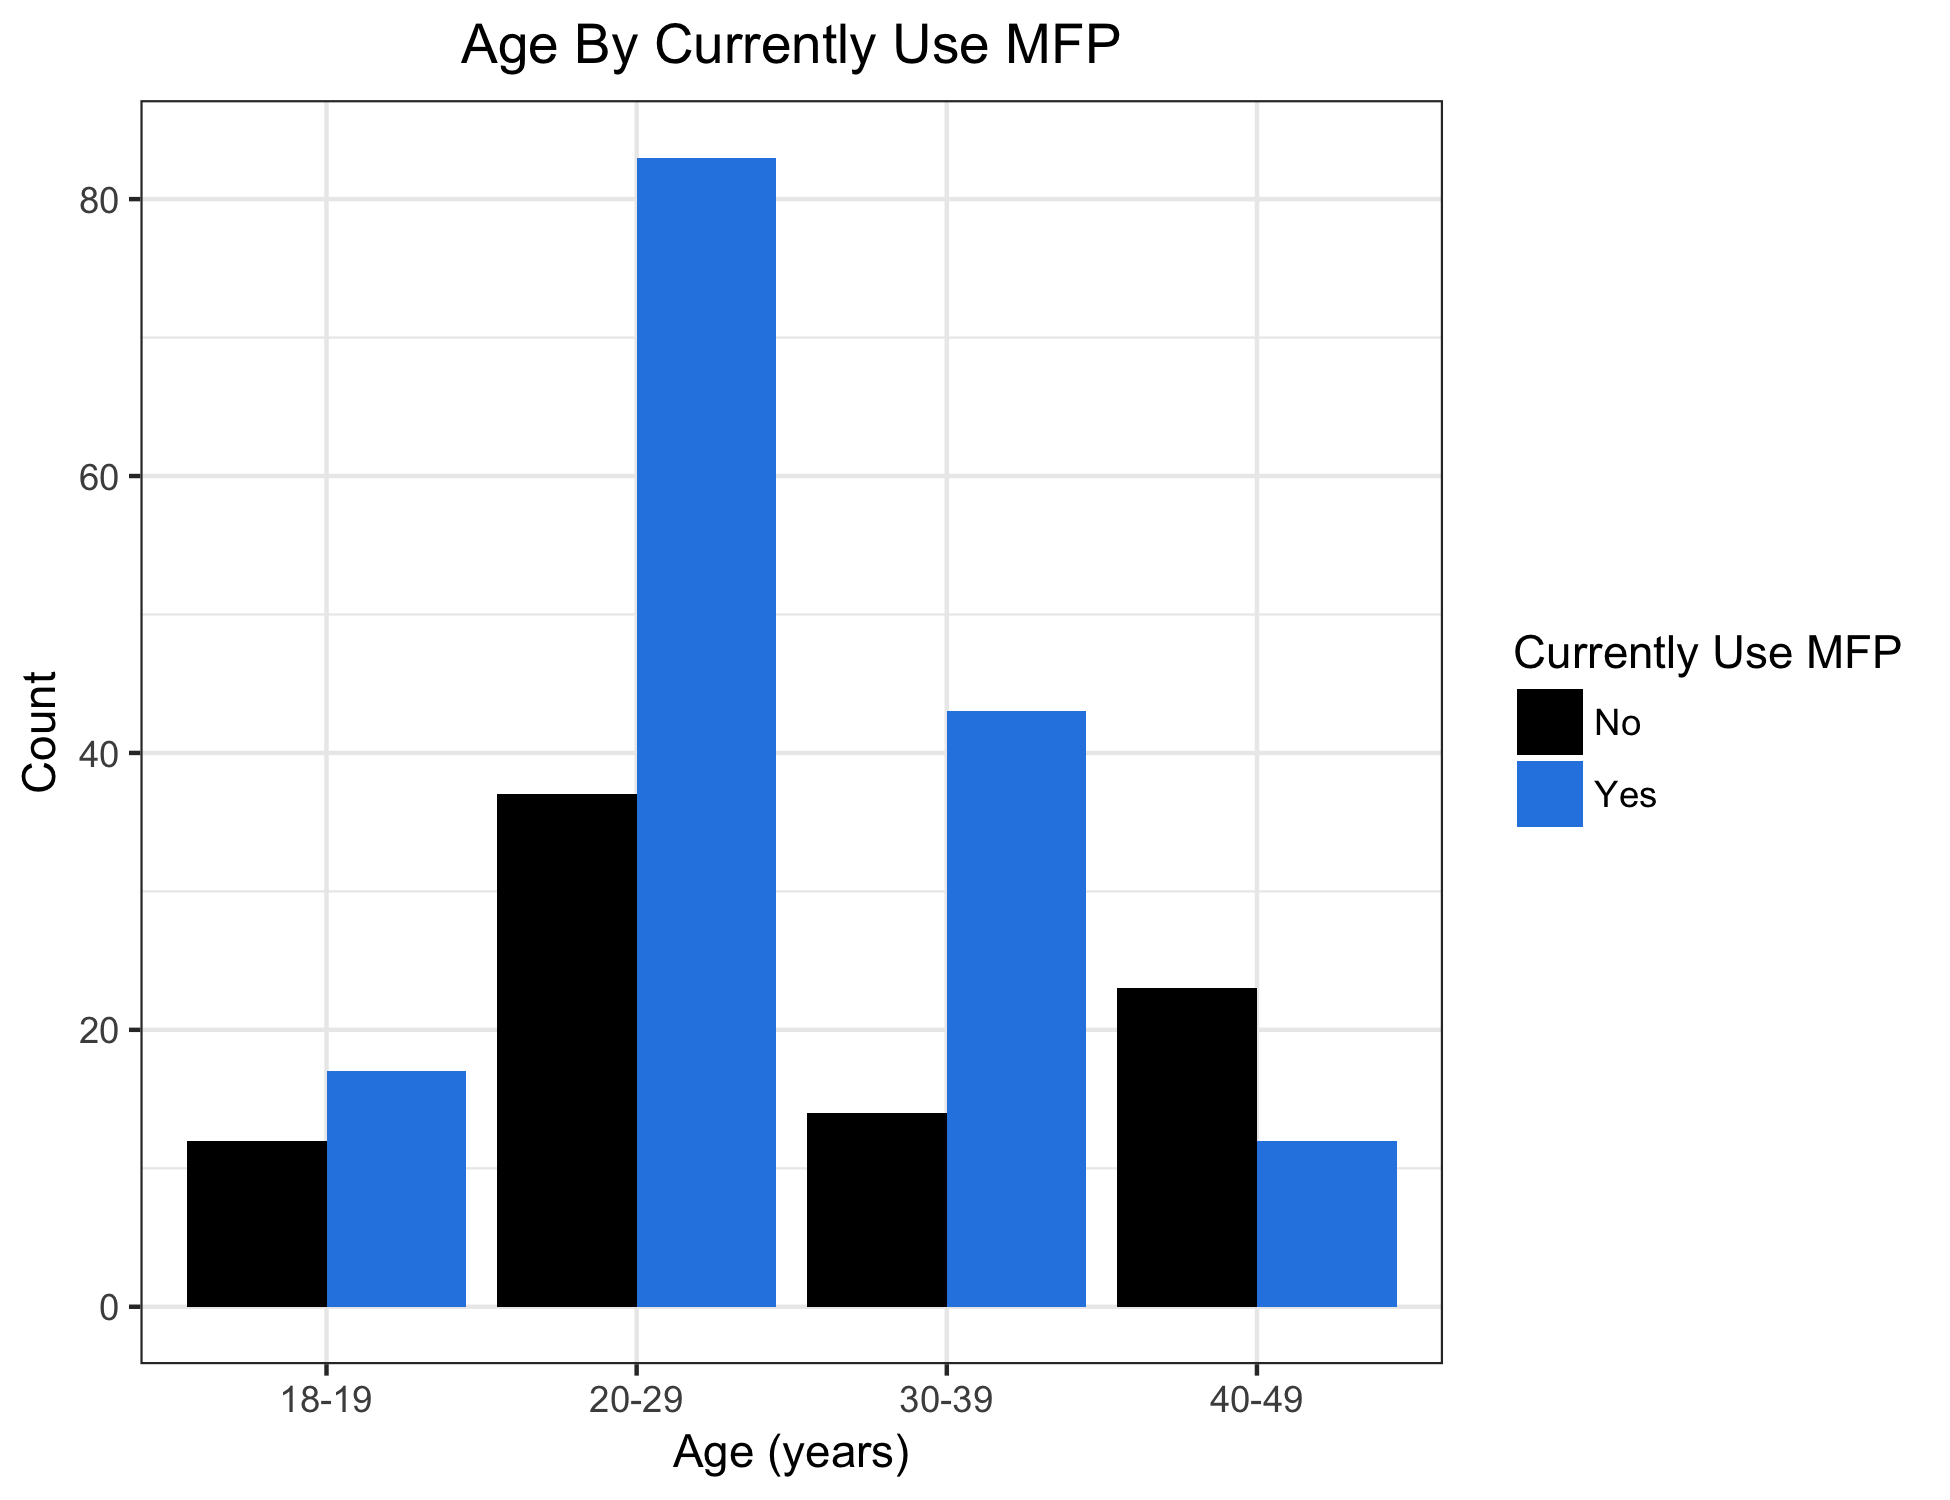 Age By Currently Use MFP
80
60
40
20
0
Count
18-19 20-29 30-39 40-49
Age (years)
Currently Use MFP
No
Yes